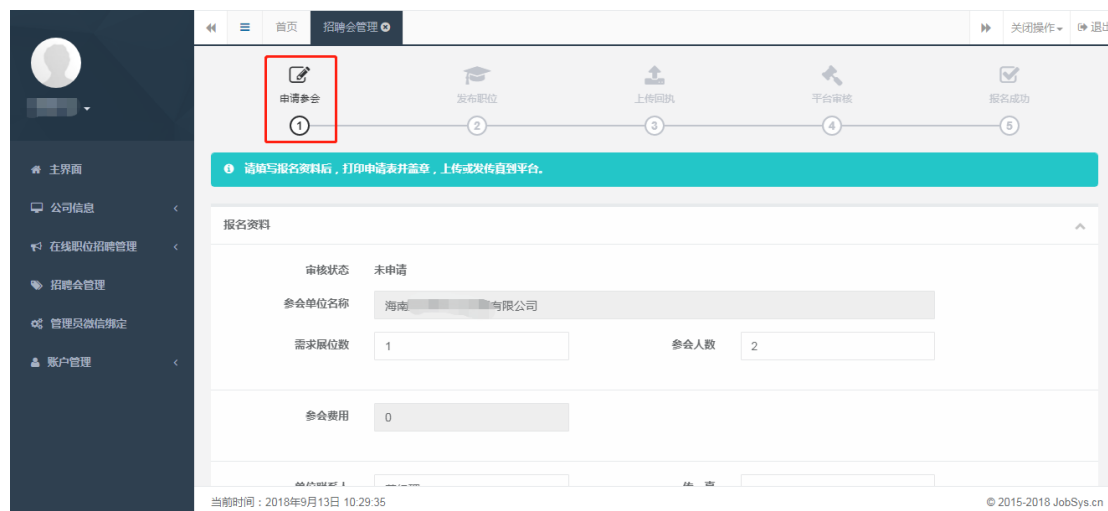 首页 招聘会管理 关闭操作 退出
申请参会 发布职位 上传回执 平台审核 报名成功
1 2 3 4 5
主界面
公司信息
在线职位招聘管理
招聘会管理
管理员微信绑定
账户管理
请填写报名资料后，打印申请表并盖章，上传或发传直到平台。
报名资料
审核状态 未申请
参会单位名称 海南 有限公司
需求展位数 1 参会人数 2
参会费用 0
当前时间：2018年9月13日 10:29:35 © 2015-2018 JobSys.cn